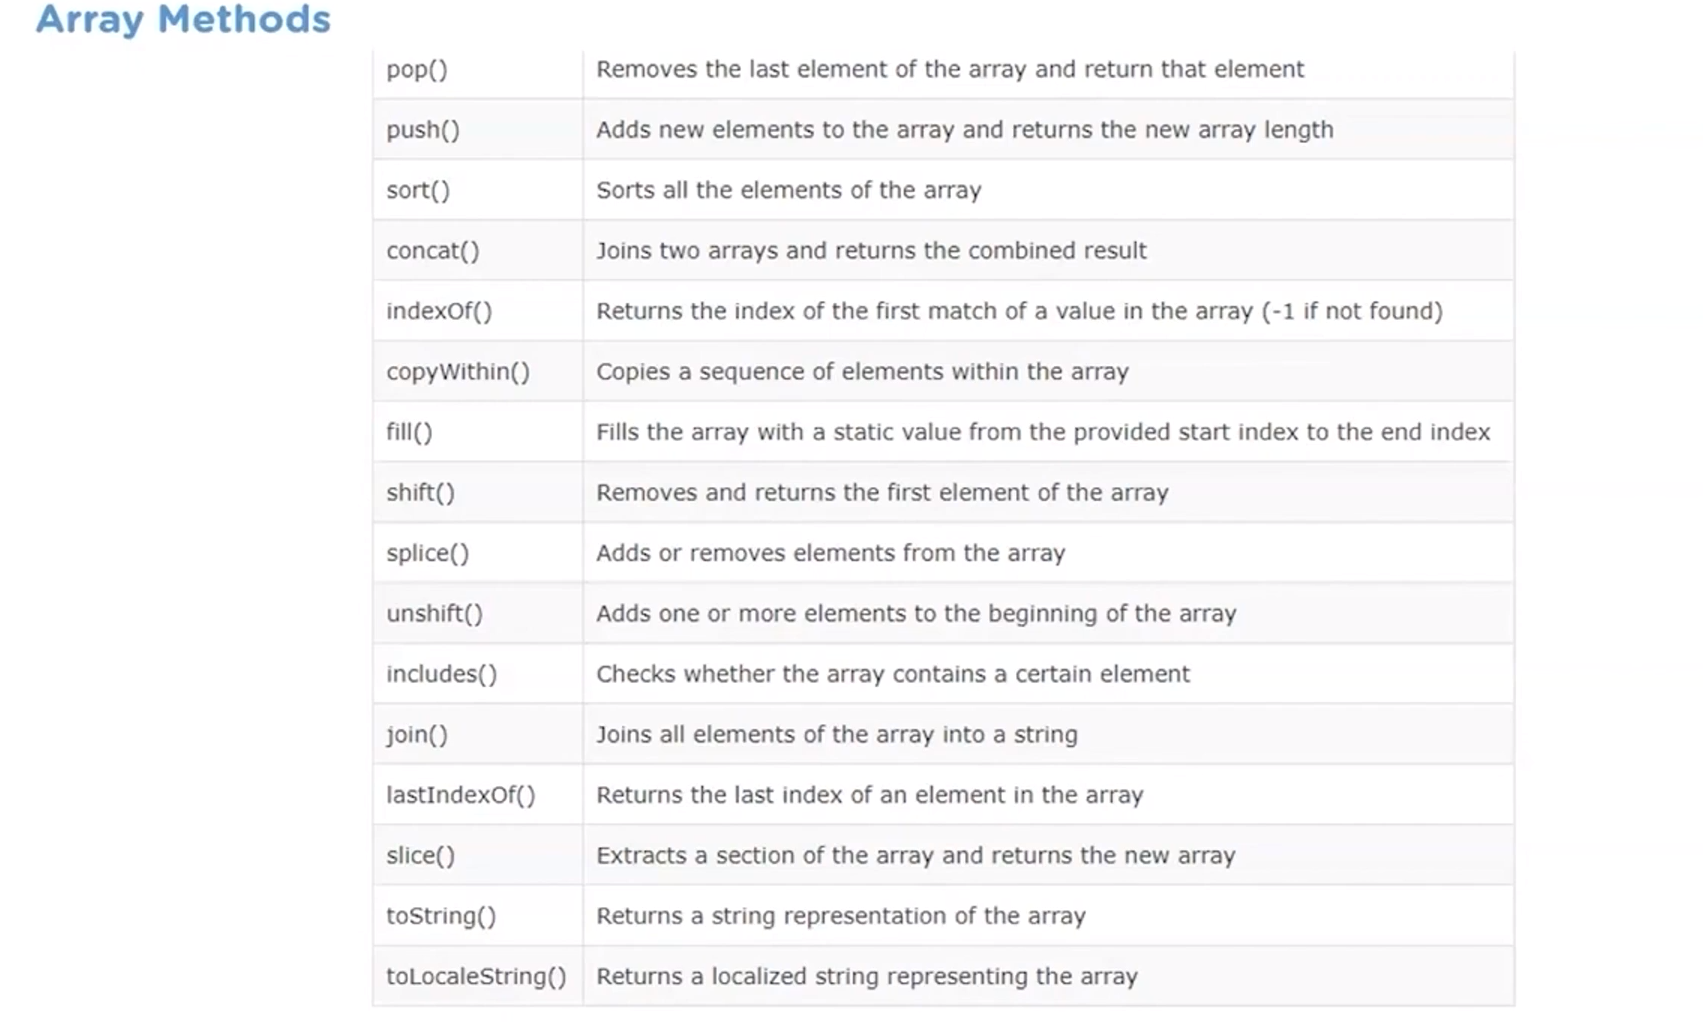 Array Methods
pop() Removes the last element of the array and return that element
push() Adds new elements to the array and returns the new array length
sort() Sorts all the elements of the array
concat() Joins two arrays and returns the combined result
indexOf() Returns the index of the first match of a value in the array (-1 if not found)
copyWithin() Copies a sequence of elements within the array
fill() Fills the array with a static value from the provided start index to the end index
shift() Removes and returns the first element of the array
splice() Adds or removes elements from the array
unshift() Adds one or more elements to the beginning of the array
includes() Checks whether the array contains a certain element
join() Joins all elements of the array into a string
lastIndexOf() Returns the last index of an element in the array
slice() Extracts a section of the array and returns the new array
toString() Returns a string representation of the array
toLocaleString() Returns a localized string representing the array